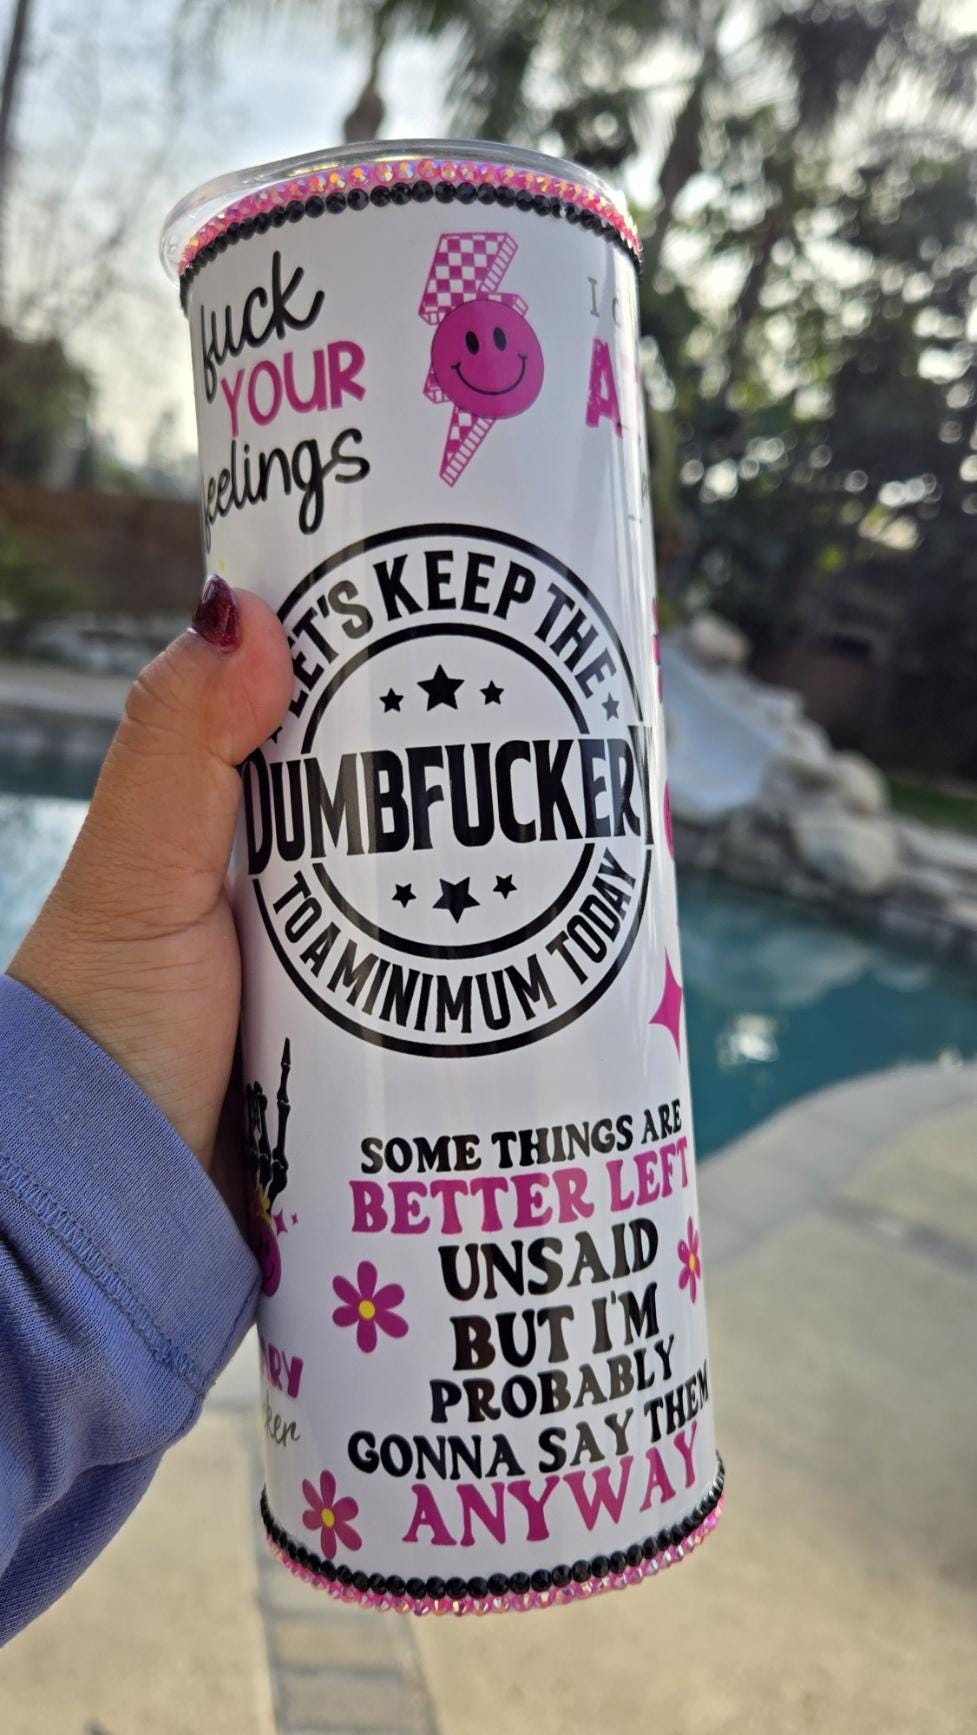 fuck
YOUR
feelings
LET'S KEEP THE
DUMBFUCKERY
TO A MINIMUM TODAY
SOME THINGS ARE
BETTER LEFT
UNSAID
BUT I'M
PROBABLY
GONNA SAY THEM
ANYWAY